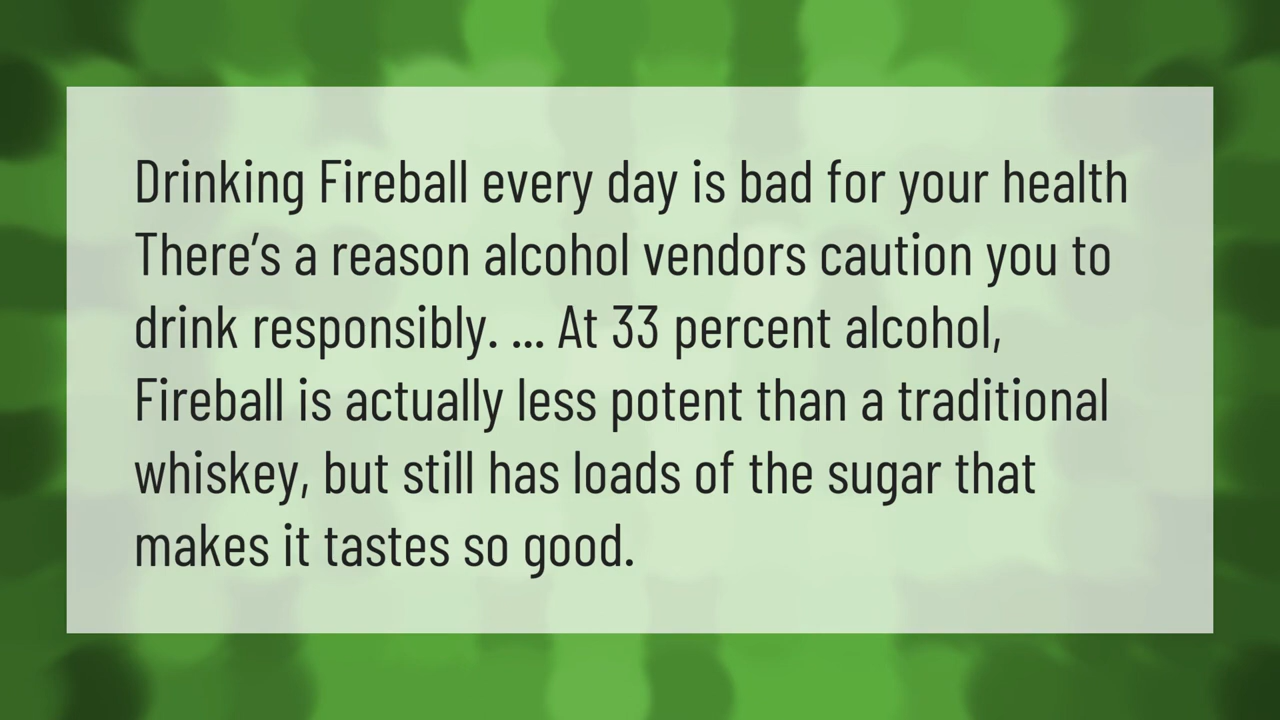 Drinking Fireball every day is bad for your health
There’s a reason alcohol vendors caution you to
drink responsibly. ... At 33 percent alcohol,
Fireball is actually less potent than a traditional
whiskey, but still has loads of the sugar that
makes it tastes so good.